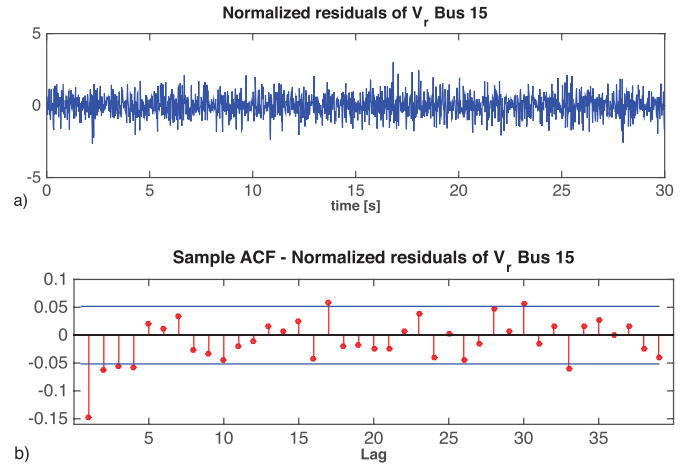 Normalized residuals of Vr Bus 15
5
0
-5
0 5 10 15 20 25 30
time [s]
a)
Sample ACF - Normalized residuals of Vr Bus 15
0.1
0.05
0
-0.05
-0.1
-0.15
5 10 15 20 25 30 35
Lag
b)